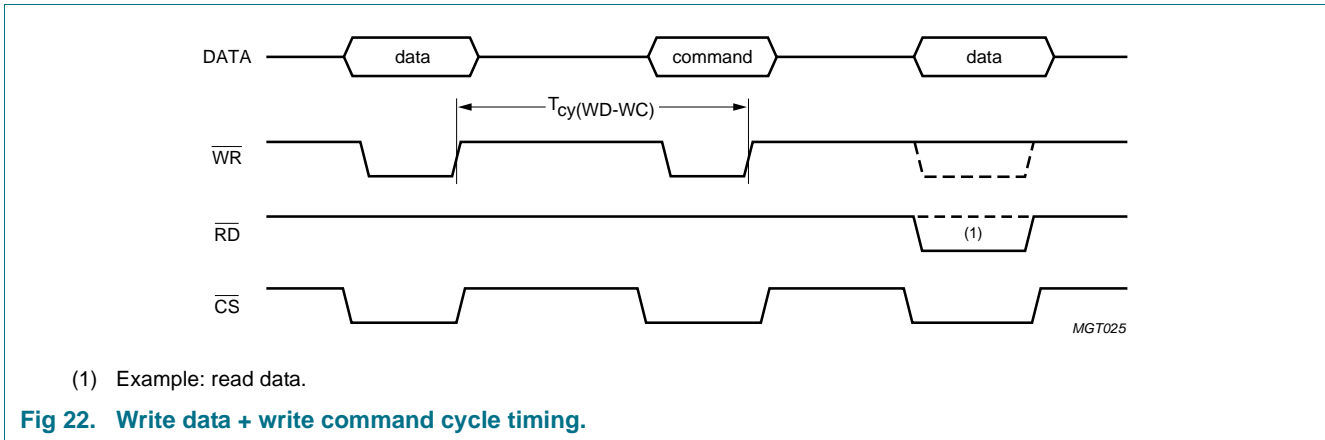 DATA
data
command
data
Tcy(WD-WC)
WR
RD
(1)
CS
MGT025
(1) Example: read data.
Fig 22. Write data + write command cycle timing.